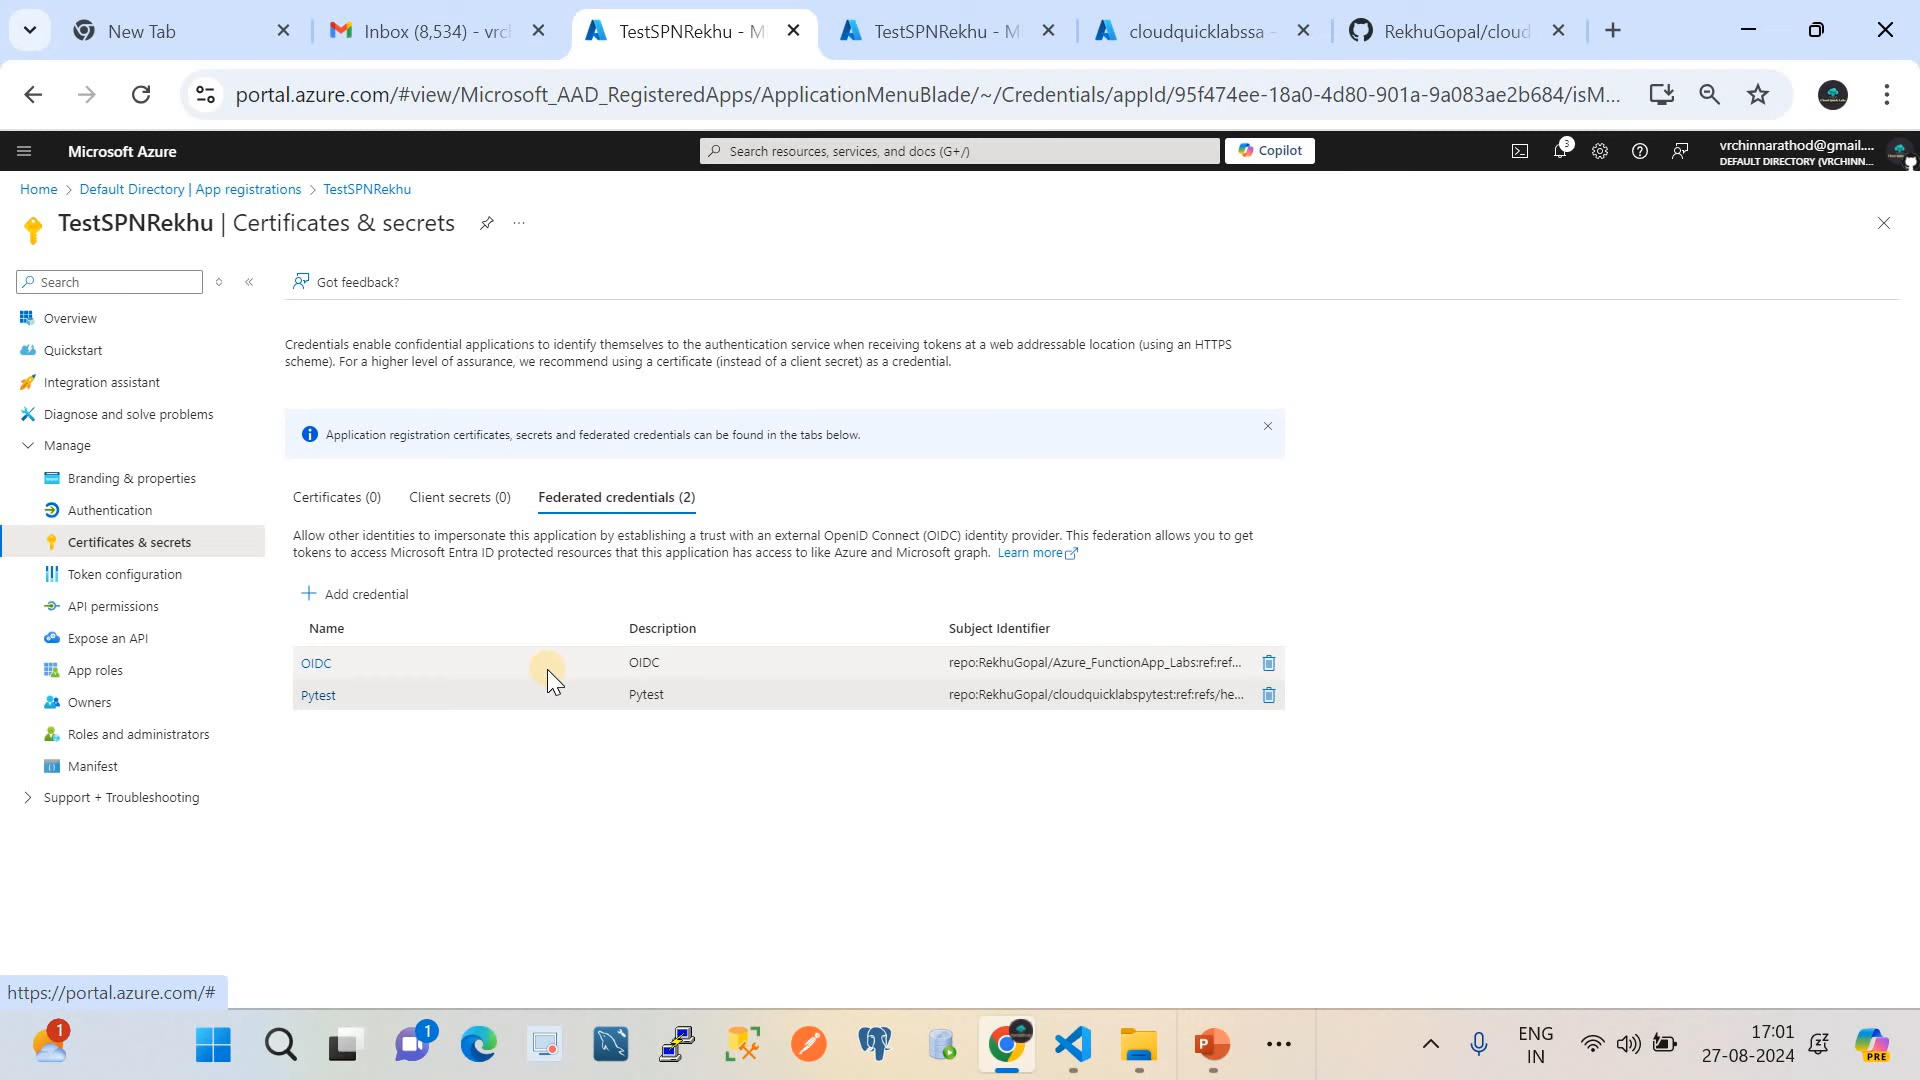 New Tab
Inbox (8,534) - vrc
TestSPNRekhu - M
TestSPNRekhu - M
cloudquicklabssa -
RekhuGopal/cloud
portal.azure.com/#view/Microsoft_AAD_RegisteredApps/ApplicationMenuBlade/~/Credentials/appId/95f474ee-18a0-4d80-901a-9a083ae2b684/isM...
Microsoft Azure
Search resources, services, and docs (G+/)
Copilot
3
vrchinnarathod@gmail....
DEFAULT DIRECTORY (VRCHINN...
Home > Default Directory | App registrations > TestSPNRekhu
TestSPNRekhu | Certificates & secrets
Search
Got feedback?
Overview
Quickstart
Integration assistant
Diagnose and solve problems
Manage
Branding & properties
Authentication
Certificates & secrets
Token configuration
API permissions
Expose an API
App roles
Owners
Roles and administrators
Manifest
Support + Troubleshooting
Credentials enable confidential applications to identify themselves to the authentication service when receiving tokens at a web addressable location (using an HTTPS
scheme). For a higher level of assurance, we recommend using a certificate (instead of a client secret) as a credential.
Application registration certificates, secrets and federated credentials can be found in the tabs below.
Certificates (0)
Client secrets (0)
Federated credentials (2)
Allow other identities to impersonate this application by establishing a trust with an external OpenID Connect (OIDC) identity provider. This federation allows you to get
tokens to access Microsoft Entra ID protected resources that this application has access to like Azure and Microsoft graph. Learn more
Add credential
Name Description Subject Identifier
OIDC OIDC repo:RekhuGopal/Azure_FunctionApp_Labs:ref:ref...
Pytest Pytest repo:RekhuGopal/cloudquicklabspytest:ref:refs/he...
https://portal.azure.com/#
1
1
ENG
IN
17:01
27-08-2024
PRE